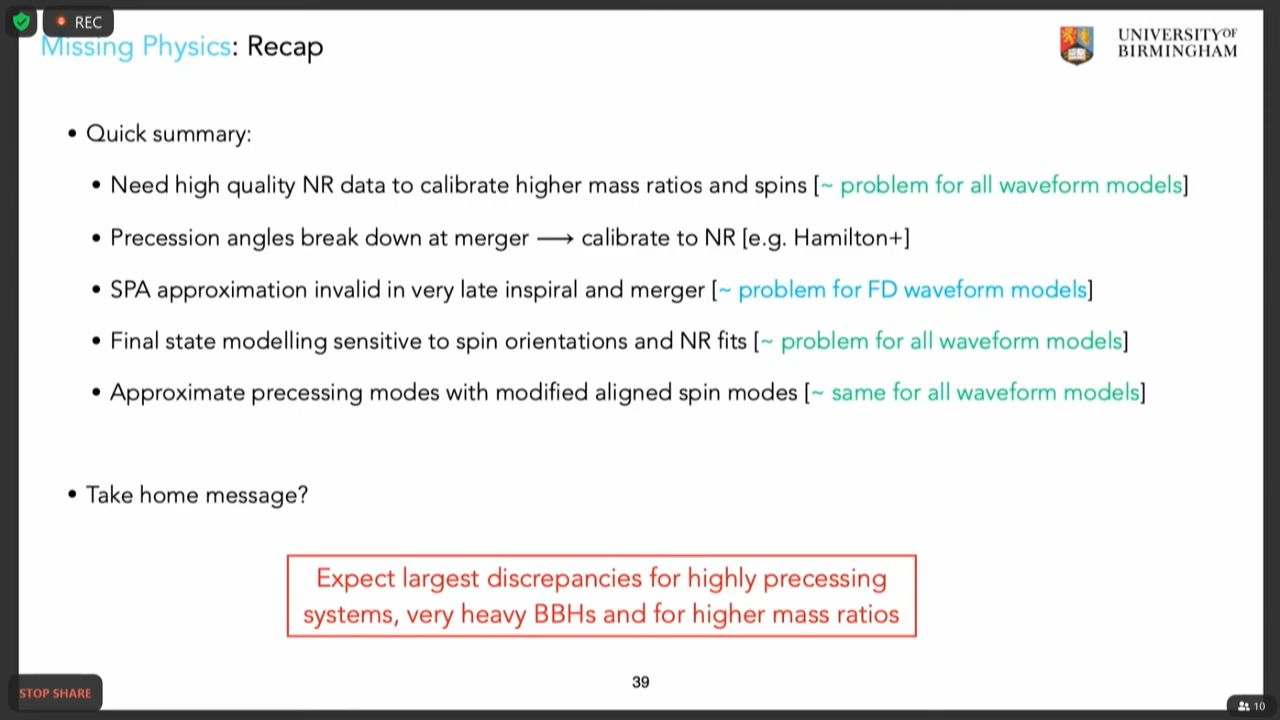 REC
Missing Physics: Recap
UNIVERSITY OF
BIRMINGHAM
• Quick summary:
• Need high quality NR data to calibrate higher mass ratios and spins [~ problem for all waveform models]
• Precession angles break down at merger ⟶ calibrate to NR [e.g. Hamilton+]
• SPA approximation invalid in very late inspiral and merger [~ problem for FD waveform models]
• Final state modelling sensitive to spin orientations and NR fits [~ problem for all waveform models]
• Approximate precessing modes with modified aligned spin modes [~ same for all waveform models]
• Take home message?
Expect largest discrepancies for highly precessing
systems, very heavy BBHs and for higher mass ratios
39
STOP SHARE
10